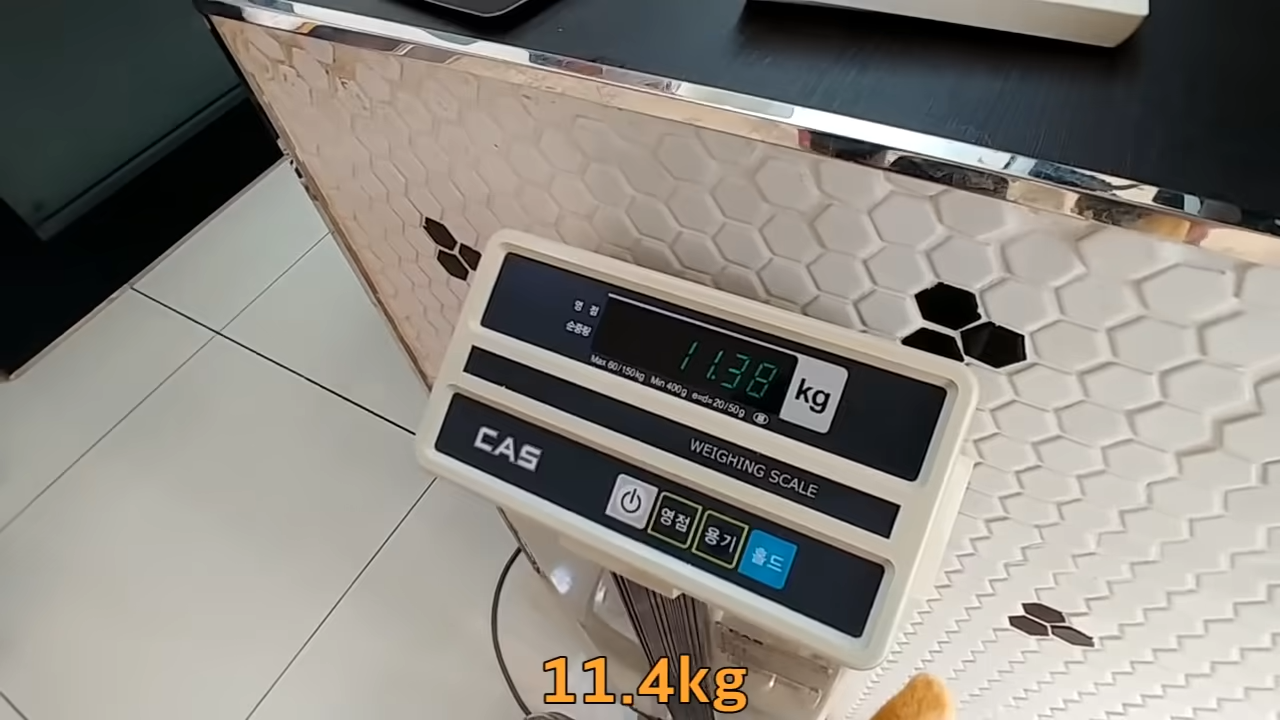 영 점
순중량
11.38
kg
Max 60/150kg Min 400g e=d=20/50g
WEIGHING SCALE
CAS
영점
용기
홀드
11.4kg